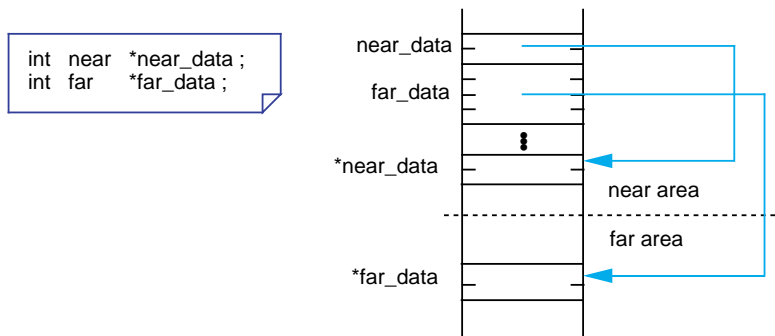 int near *near_data ;
int far *far_data ;
near_data
far_data
*near_data
near area
far area
*far_data